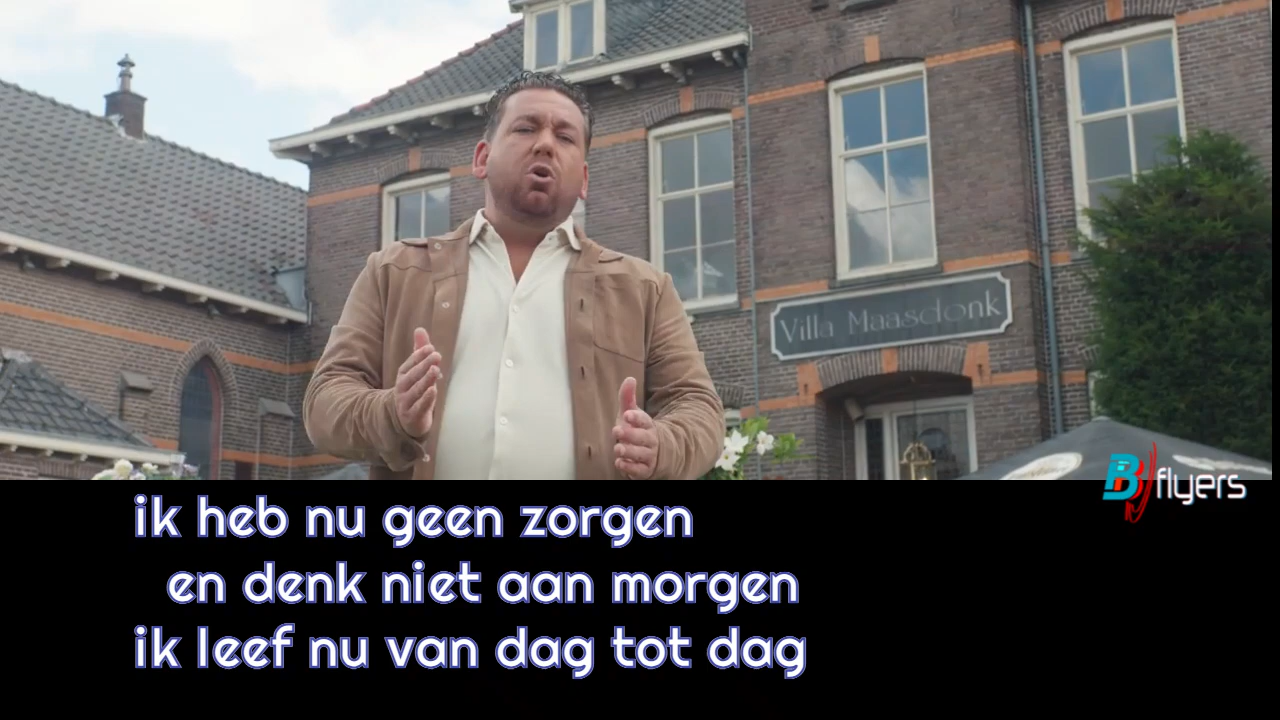 Villa Maasdonk
BJ flyers
ik heb nu geen zorgen
en denk niet aan morgen
ik leef nu van dag tot dag